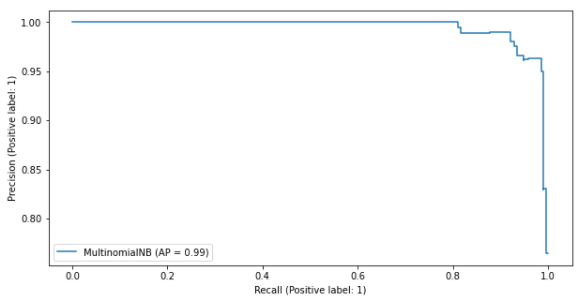 1.00
0.95
0.90
0.85
0.80
Precision (Positive label: 1)
MultinomialNB (AP = 0.99)
0.0 0.2 0.4 0.6 0.8 1.0
Recall (Positive label: 1)